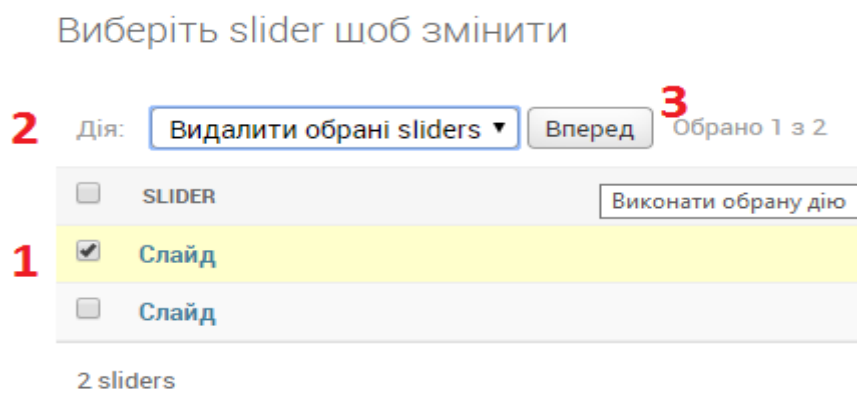 Виберіть slider щоб змінити
2 Дія: Видалити обрані sliders Вперед 3 Обрано 1 з 2
SLIDER Виконати обрану дію
1 Слайд
Слайд
2 sliders